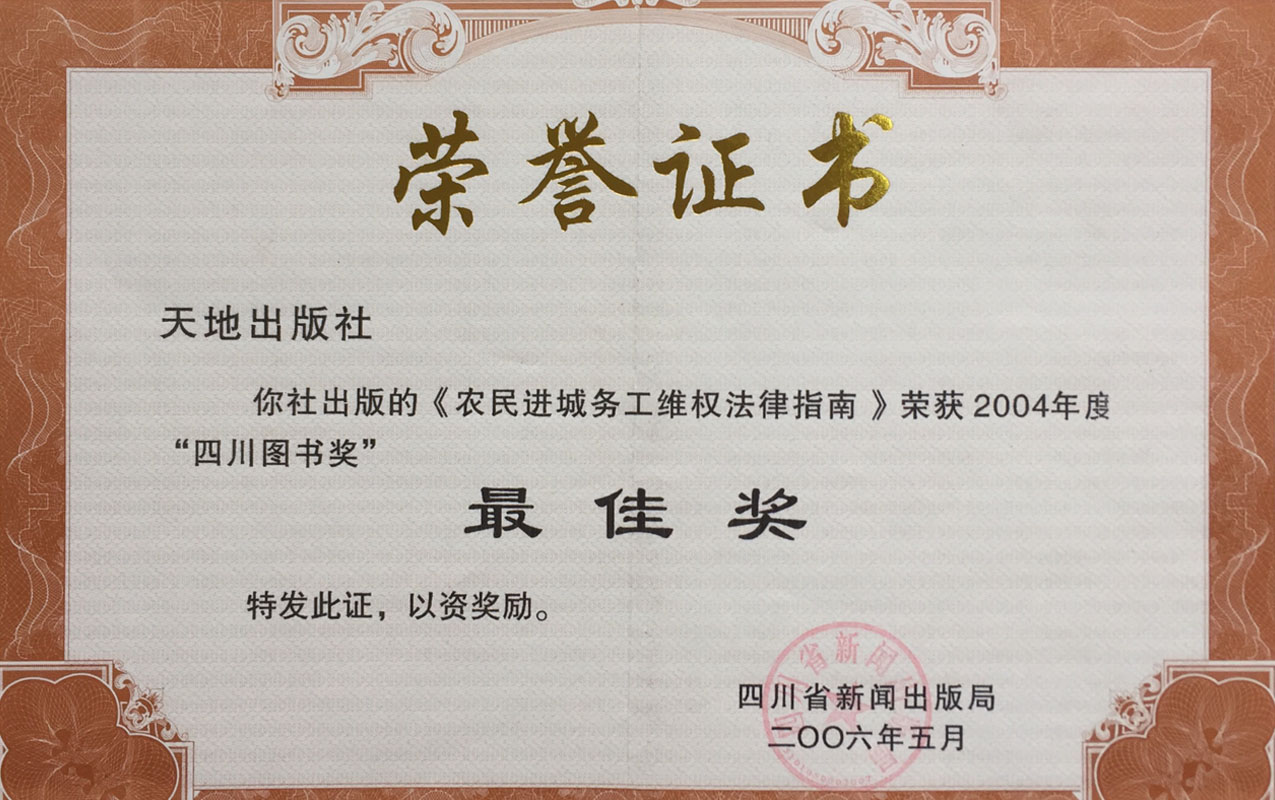 荣誉证书
天地出版社
你社出版的《农民进城务工维权法律指南》荣获2004年度
“四川图书奖”
最佳奖
特发此证，以资奖励。
四川省新闻出版局
二〇〇六年五月